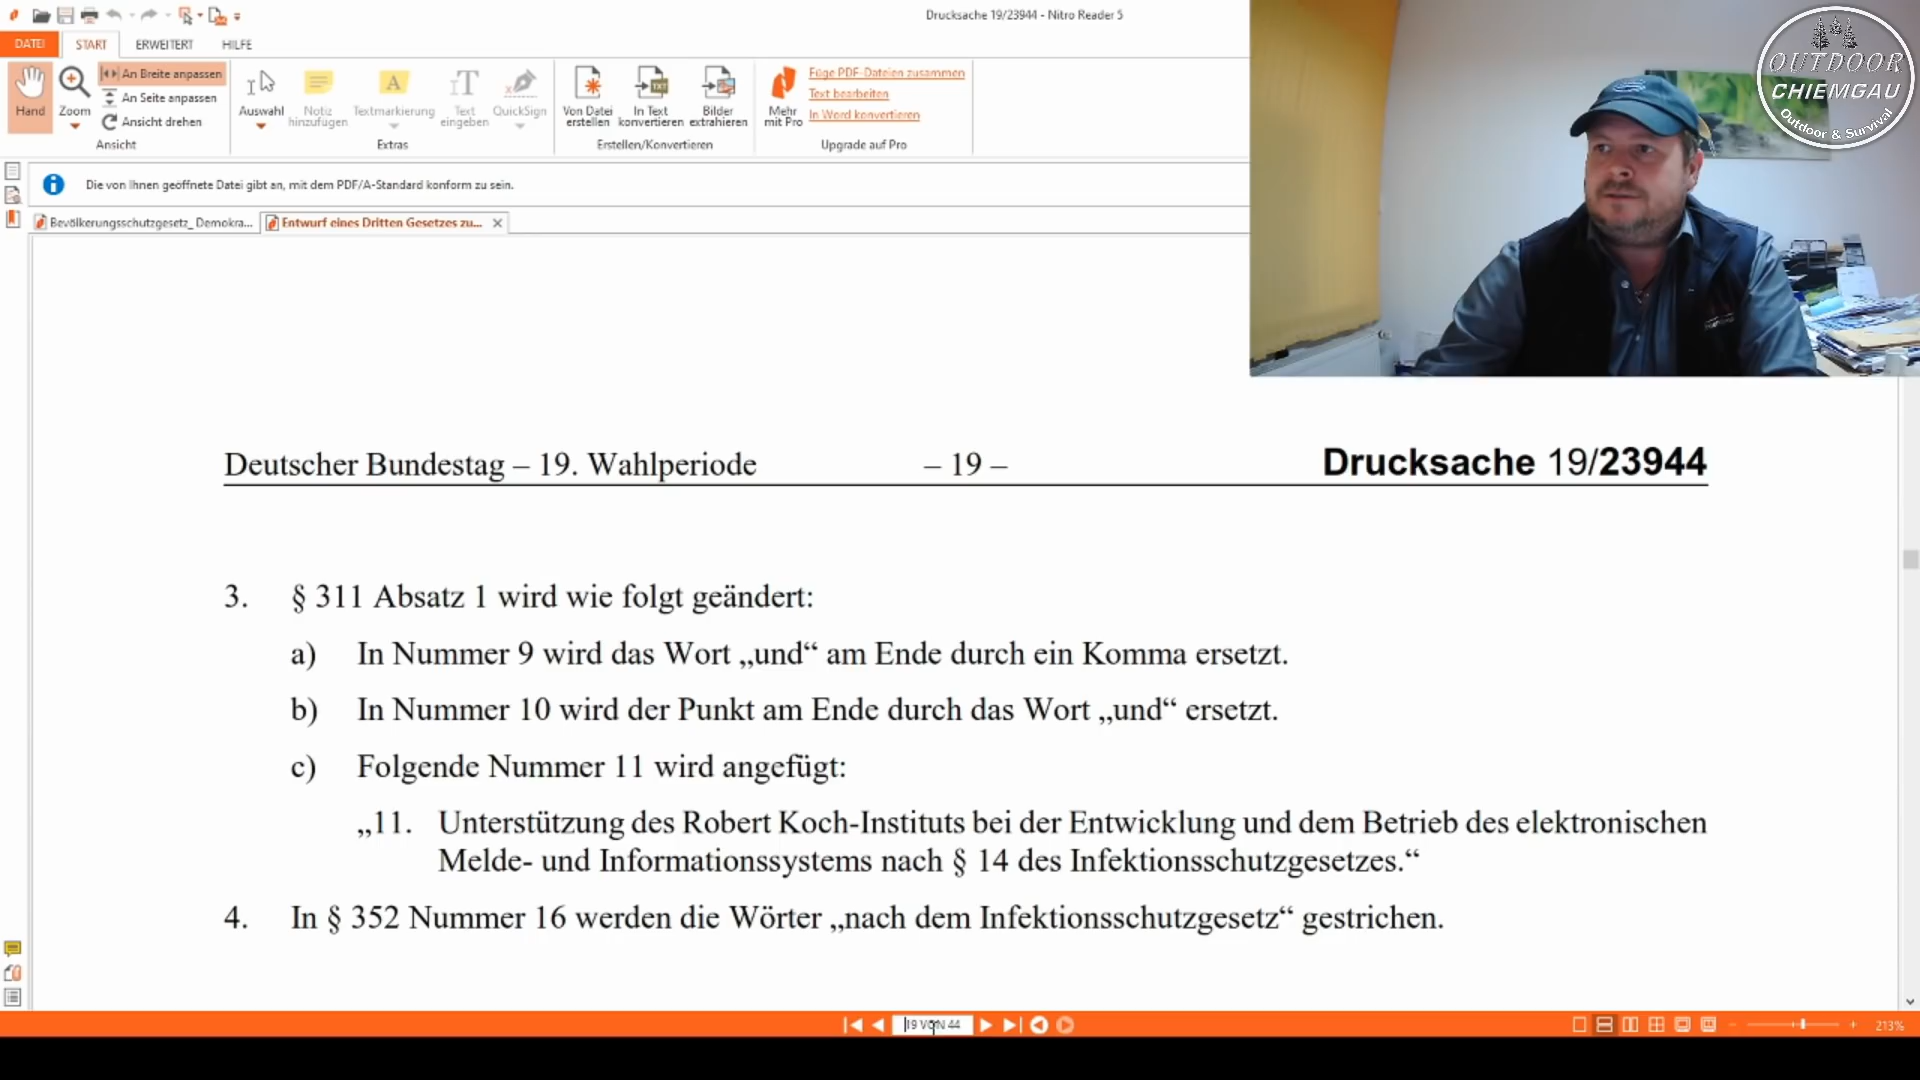 Drucksache 19/23944 - Nitro Reader 5
DATEI START ERWEITERT HILFE
Hand
Zoom
An Breite anpassen
An Seite anpassen
Ansicht drehen
Ansicht
Auswahl
Notiz hinzufügen
Textmarkierung
Text eingeben
QuickSign
Extras
Von Datei erstellen
In Text konvertieren
Bilder extrahieren
Erstellen/Konvertieren
Mehr mit Pro
Füge PDF-Dateien zusammen
Text bearbeiten
In Word konvertieren
Upgrade auf Pro
OUTDOOR
CHIEMGAU
Outdoor & Survival
Die von Ihnen geöffnete Datei gibt an, mit dem PDF/A-Standard konform zu sein.
Bevölkerungsschutzgesetz_ Demokra... Entwurf eines Dritten Gesetzes zu...
Deutscher Bundestag – 19. Wahlperiode – 19 – Drucksache 19/23944
3. § 311 Absatz 1 wird wie folgt geändert:
a) In Nummer 9 wird das Wort „und“ am Ende durch ein Komma ersetzt.
b) In Nummer 10 wird der Punkt am Ende durch das Wort „und“ ersetzt.
c) Folgende Nummer 11 wird angefügt:
„11. Unterstützung des Robert Koch-Instituts bei der Entwicklung und dem Betrieb des elektronischen
Melde- und Informationssystems nach § 14 des Infektionsschutzgesetzes.“
4. In § 352 Nummer 16 werden die Wörter „nach dem Infektionsschutzgesetz“ gestrichen.
19 VON 44
213%